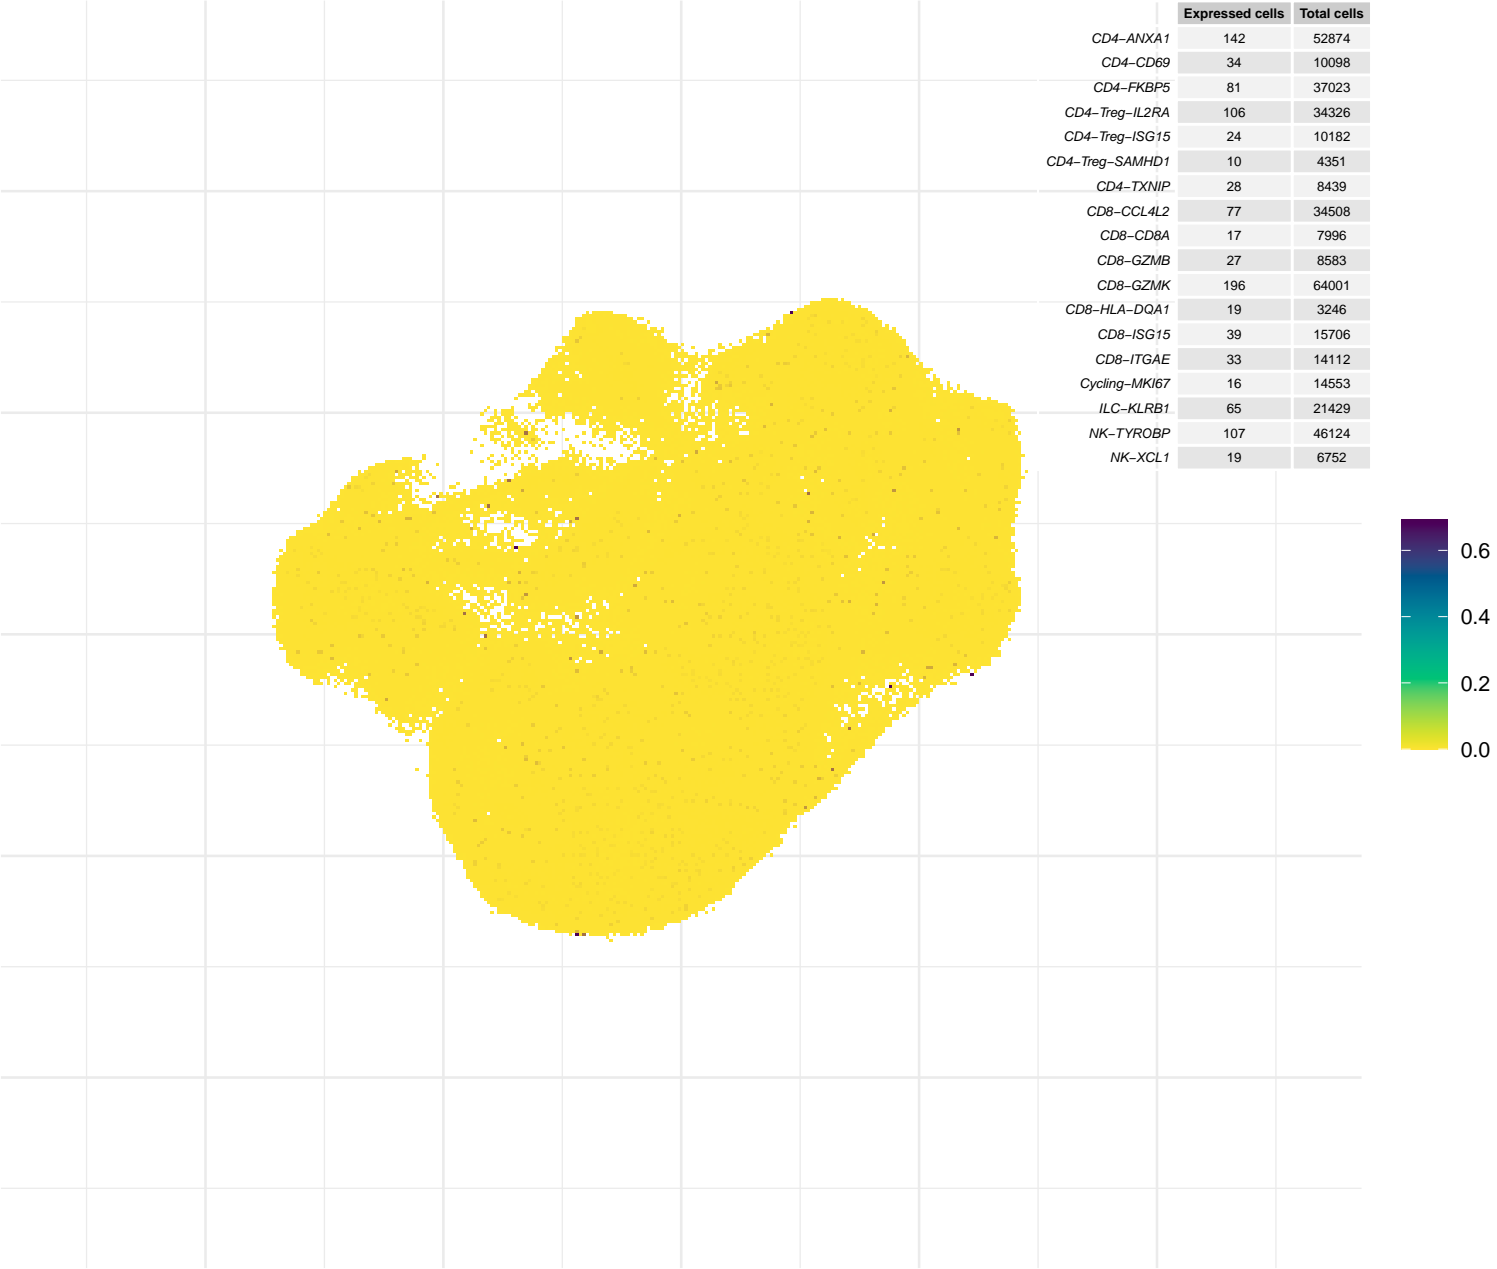 Expressed cells Total cells
CD4−ANXA1 142 52874
CD4−CD69 34 10098
CD4−FKBP5 81 37023
CD4−Treg−IL2RA 106 34326
CD4−Treg−ISG15 24 10182
CD4−Treg−SAMHD1 10 4351
CD4−TXNIP 28 8439
CD8−CCL4L2 77 34508
CD8−CD8A 17 7996
CD8−GZMB 27 8583
CD8−GZMK 196 64001
CD8−HLA−DQA1 19 3246
CD8−ISG15 39 15706
CD8−ITGAE 33 14112
Cycling−MKI67 16 14553
ILC−KLRB1 65 21429
NK−TYROBP 107 46124
NK−XCL1 19 6752
0.6
0.4
0.2
0.0